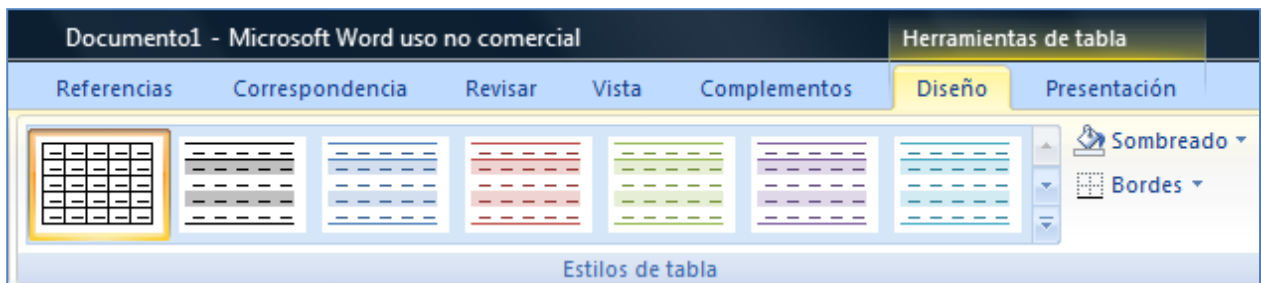 Documento1 - Microsoft Word uso no comercial
Herramientas de tabla
Referencias Correspondencia Revisar Vista Complementos Diseño Presentación
Sombreado
Bordes
Estilos de tabla